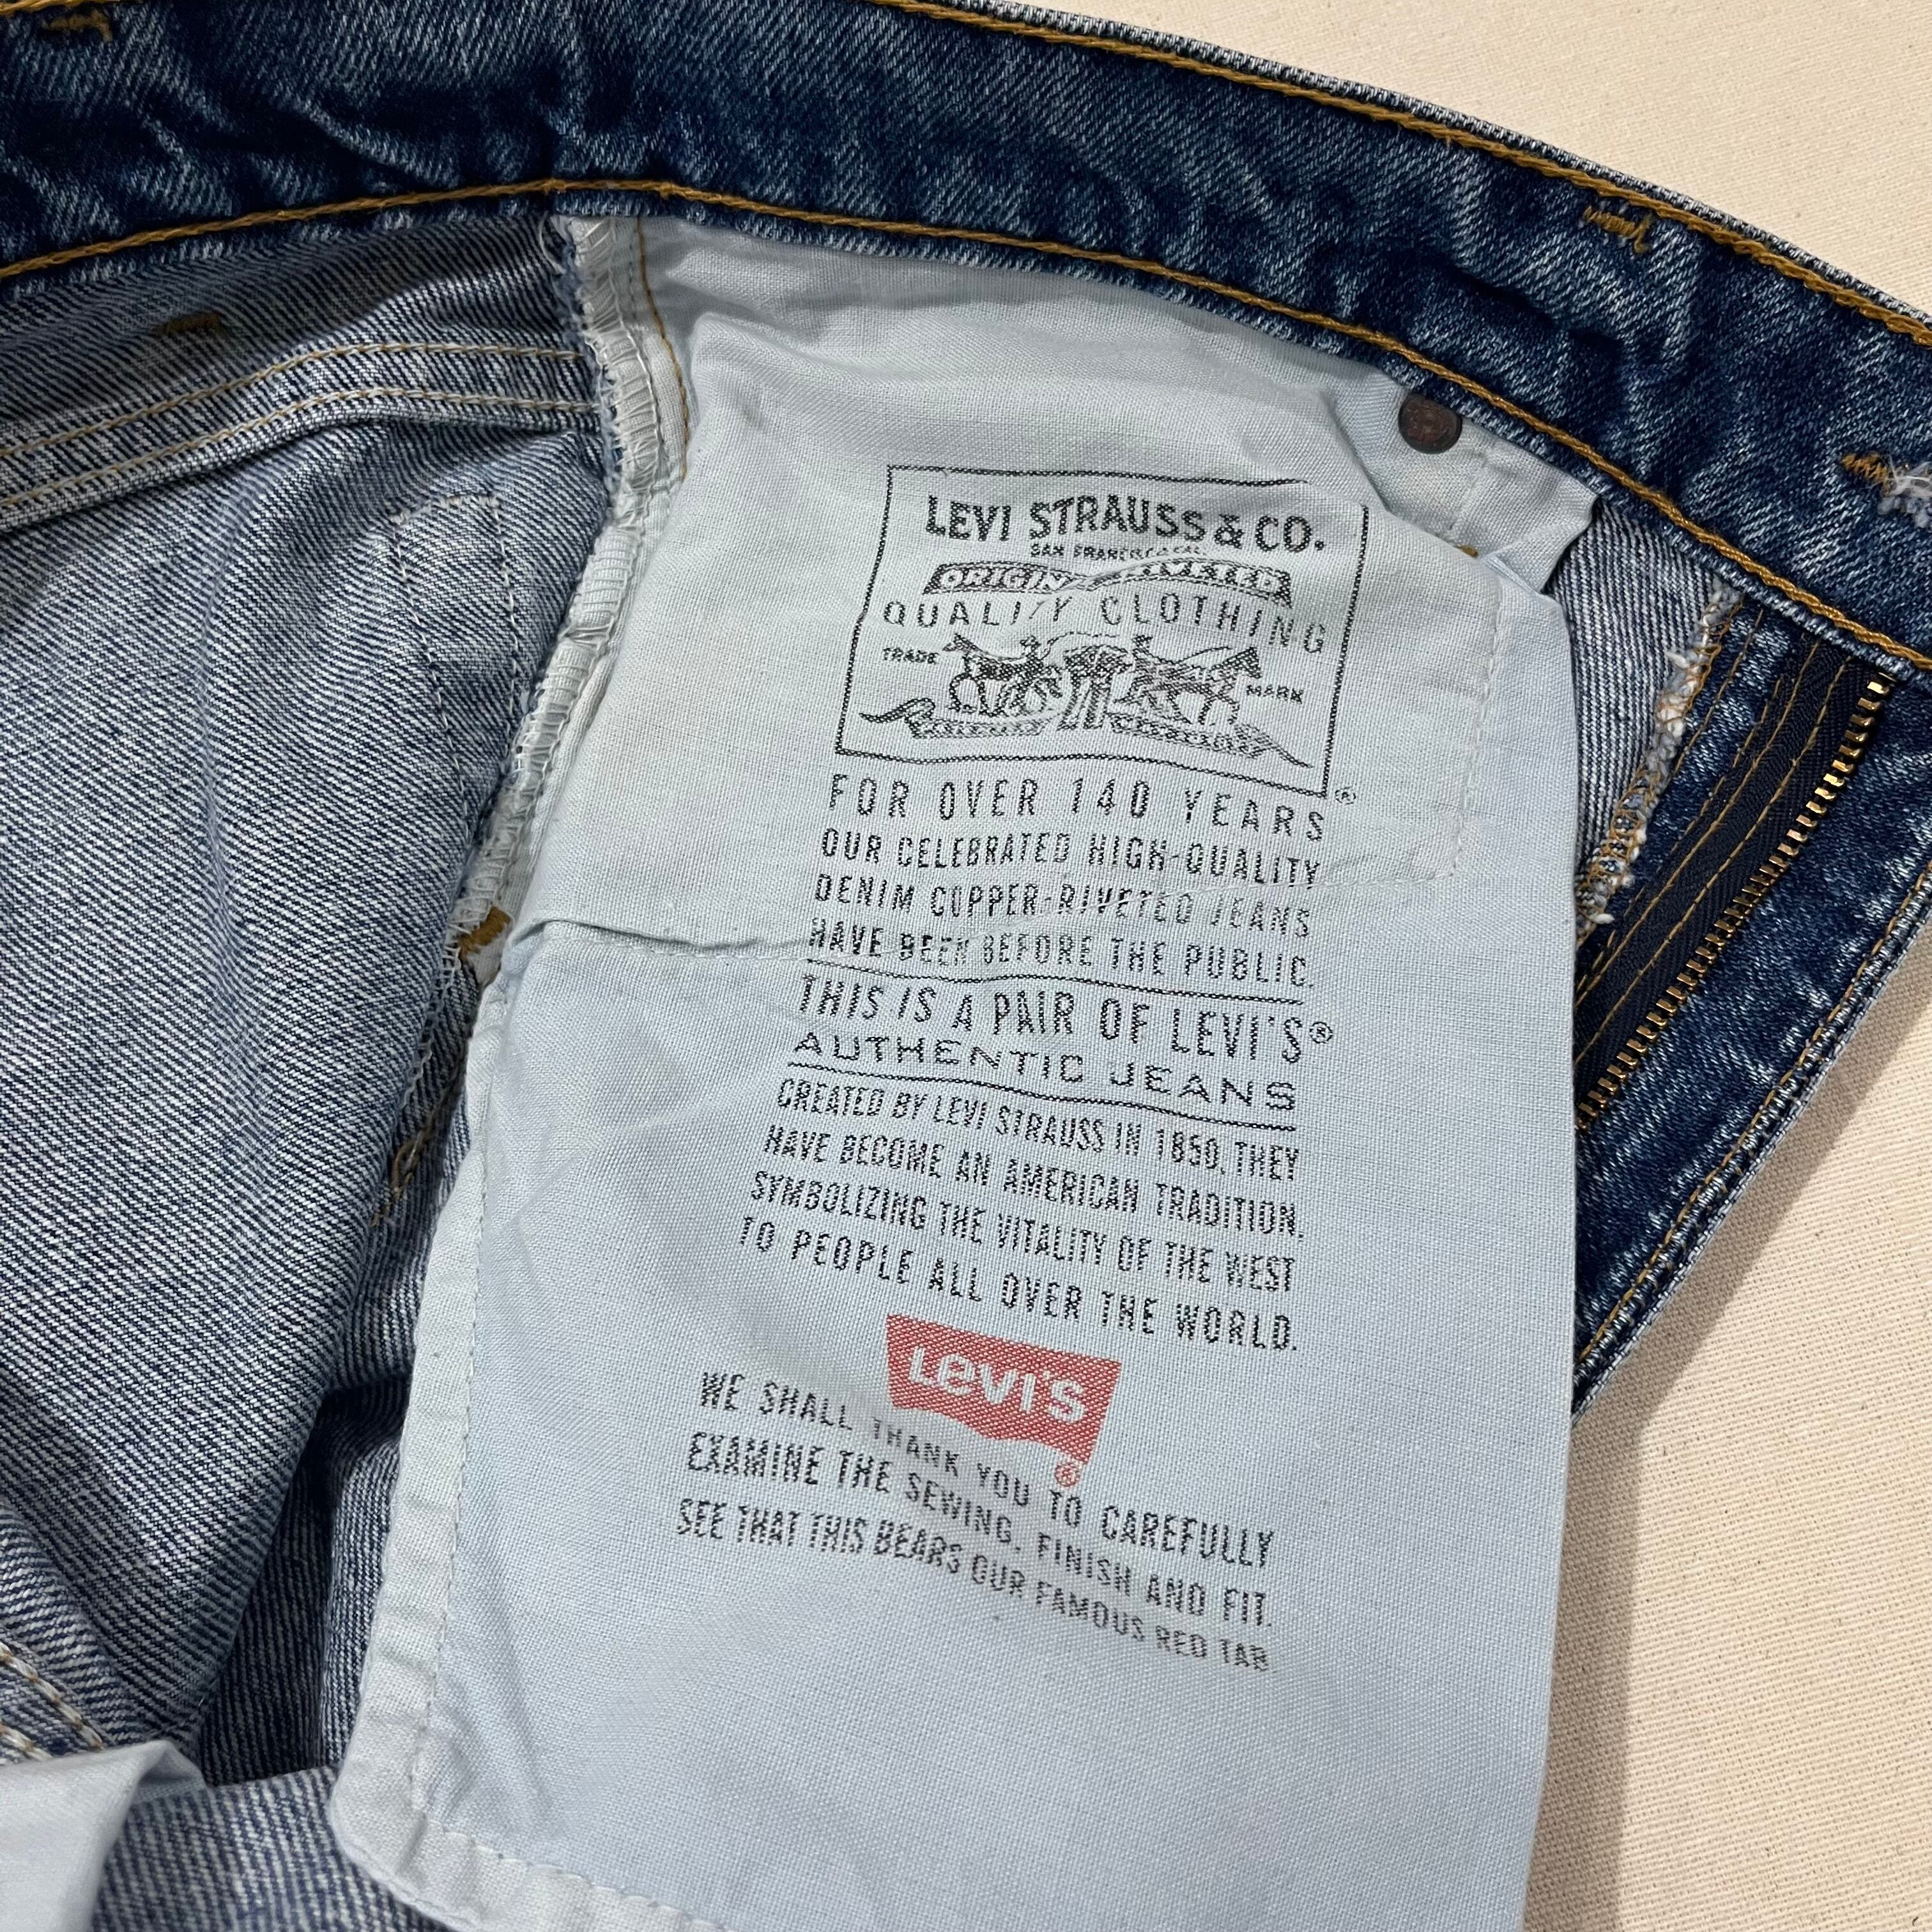 LEVI STRAUSS & CO.
SAN FRANCISCO CAL.
ORIGINAL RIVETED
QUALITY CLOTHING
TRADE MARK
®
FOR OVER 140 YEARS
OUR CELEBRATED HIGH-QUALITY
DENIM COPPER-RIVETED JEANS
HAVE BEEN BEFORE THE PUBLIC.
THIS IS A PAIR OF LEVI'S®
AUTHENTIC JEANS
CREATED BY LEVI STRAUSS IN 1850, THEY
HAVE BECOME AN AMERICAN TRADITION.
SYMBOLIZING THE VITALITY OF THE WEST
TO PEOPLE ALL OVER THE WORLD.
LEVI'S
®
WE SHALL THANK YOU TO CAREFULLY
EXAMINE THE SEWING, FINISH AND FIT.
SEE THAT THIS BEARS OUR FAMOUS RED TAB